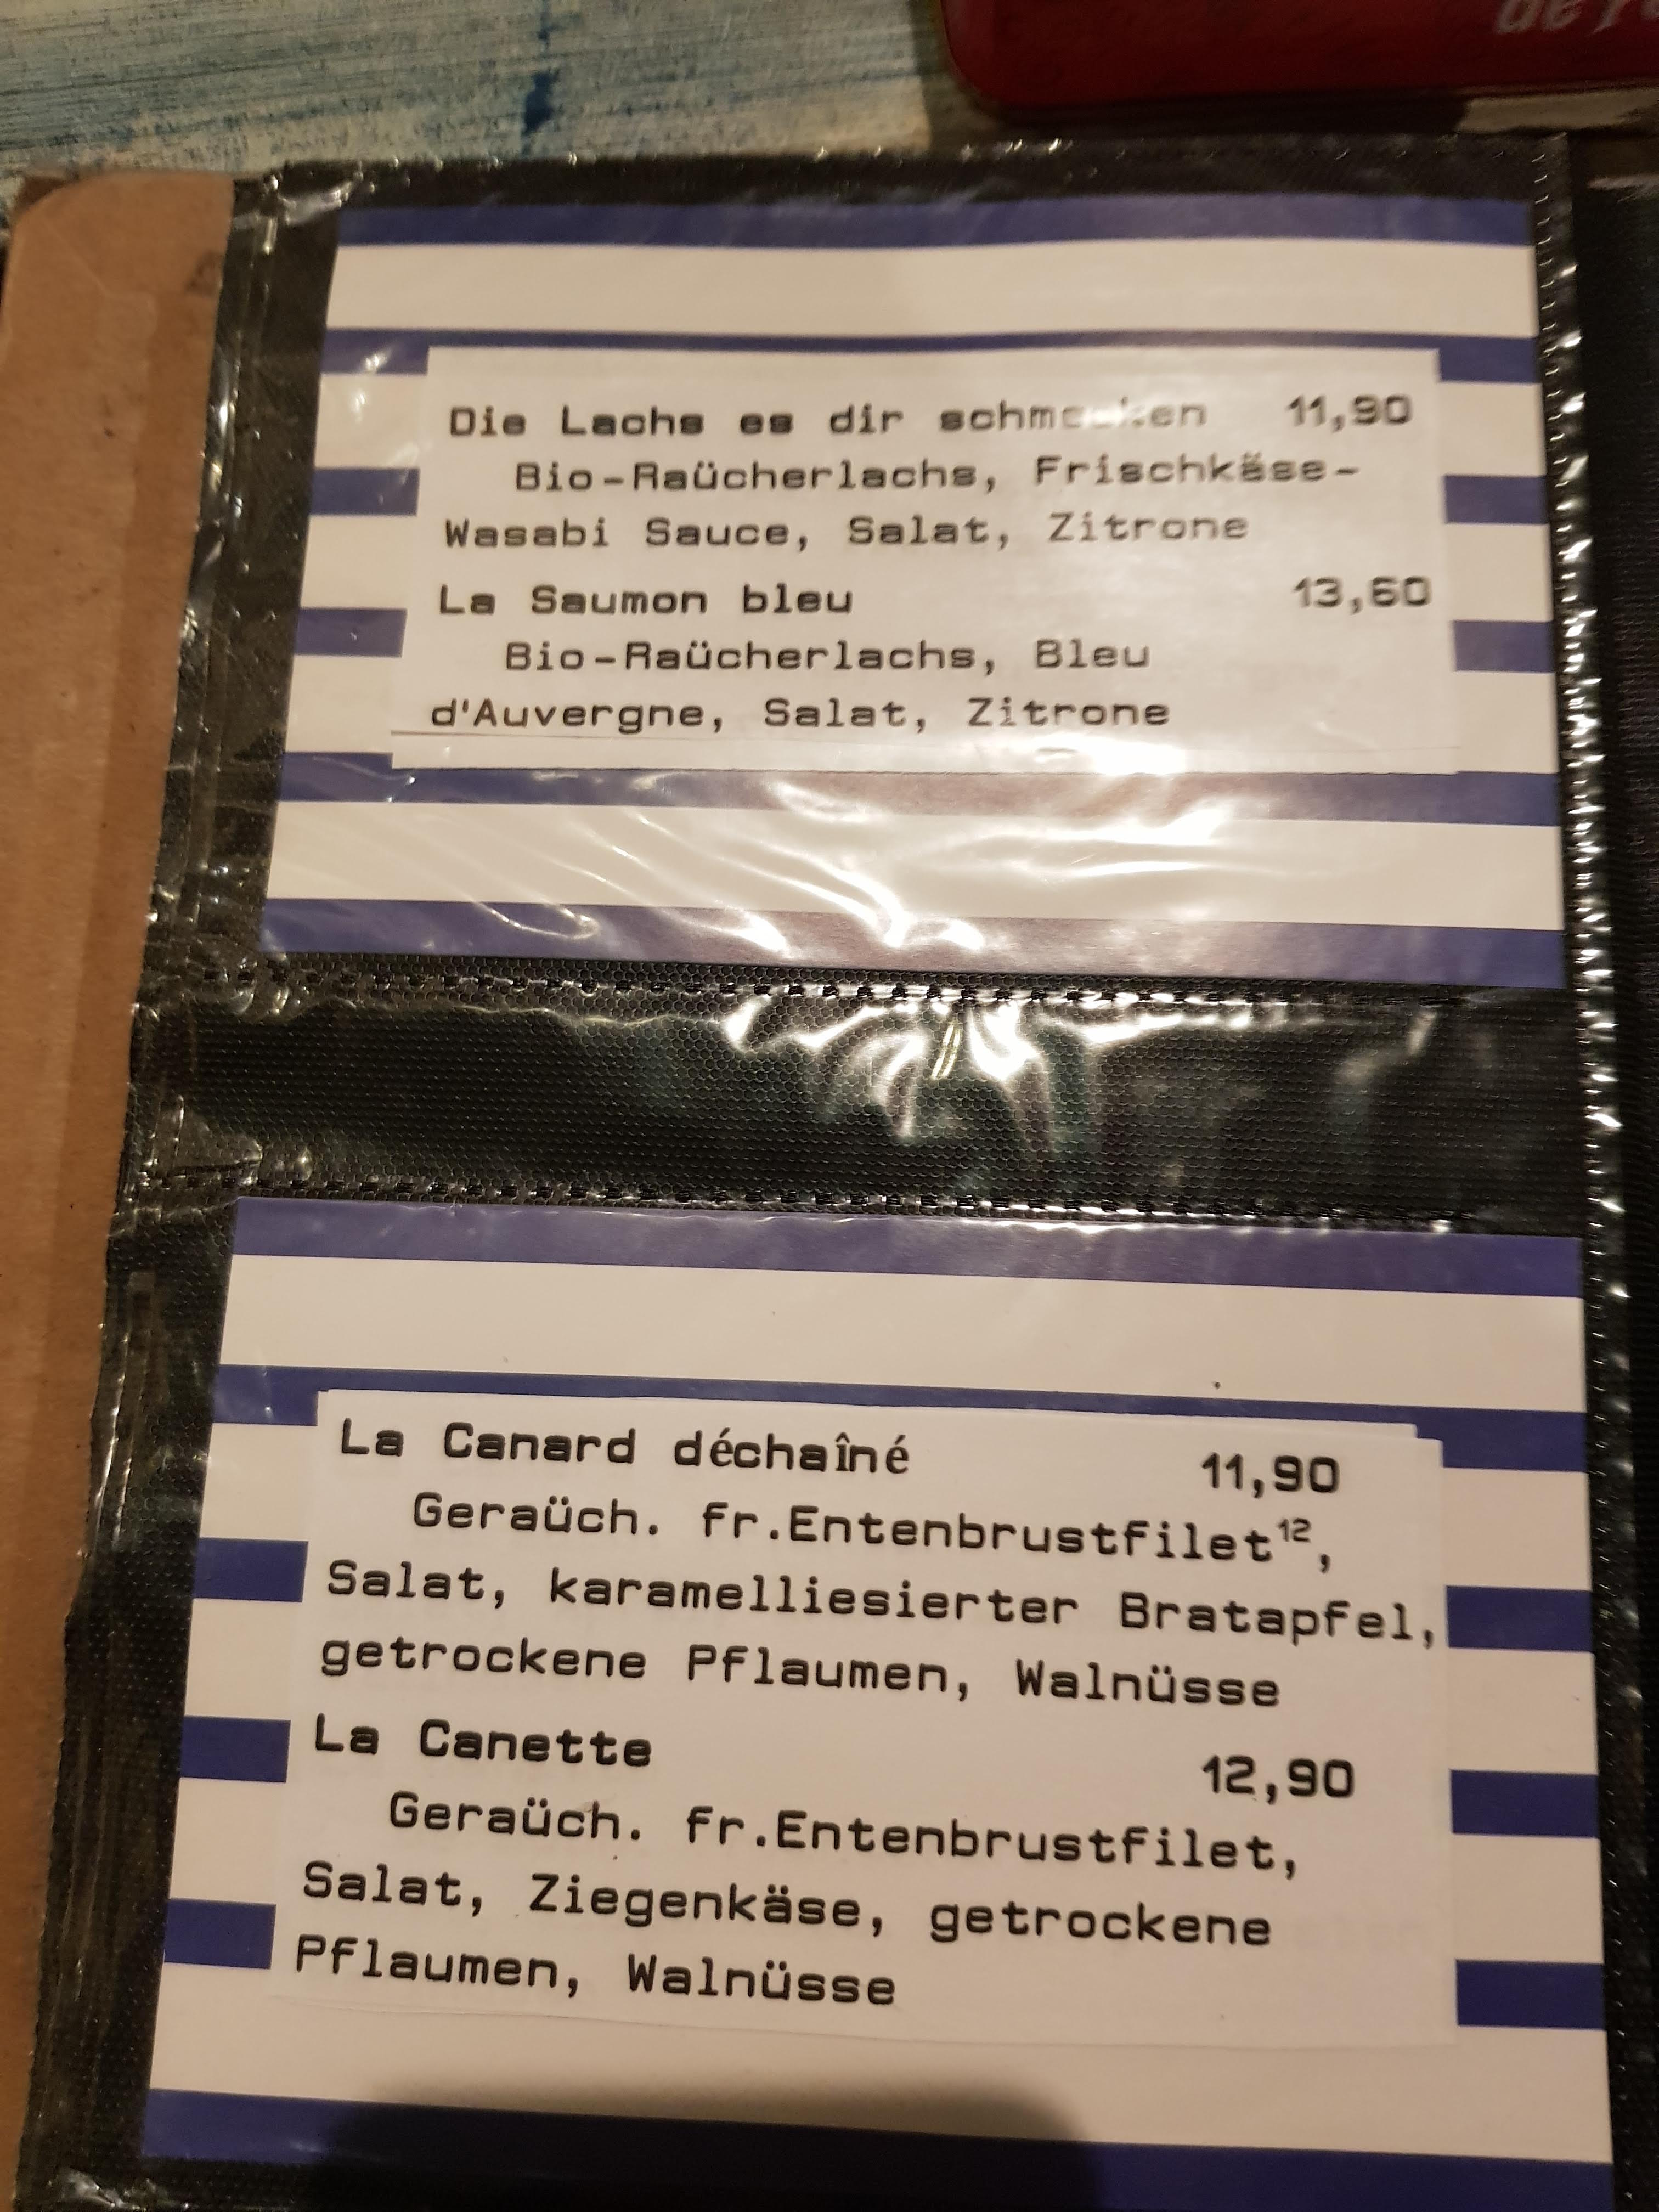 de
Die Lachs es dir schmecken 11,90
Bio-Raücherlachs, Frischkäse-
Wasabi Sauce, Salat, Zitrone
La Saumon bleu 13,60
Bio-Raücherlachs, Bleu
d'Auvergne, Salat, Zitrone
La Canard déchaîné 11,90
Geraüch. fr.Entenbrustfilet¹²,
Salat, karamelliesierter Bratapfel,
getrockene Pflaumen, Walnüsse
La Canette 12,90
Geraüch. fr.Entenbrustfilet,
Salat, Ziegenkäse, getrockene
Pflaumen, Walnüsse